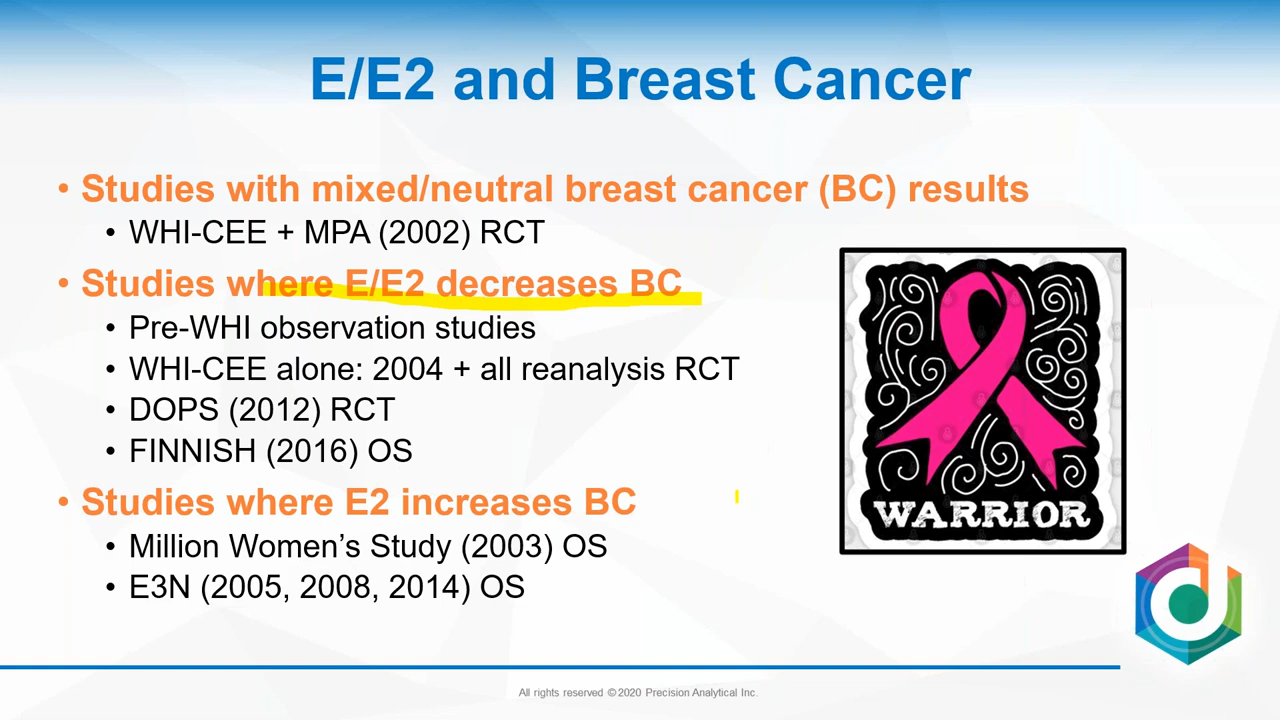 E/E2 and Breast Cancer
• Studies with mixed/neutral breast cancer (BC) results
• WHI-CEE + MPA (2002) RCT
• Studies where E/E2 decreases BC
• Pre-WHI observation studies
• WHI-CEE alone: 2004 + all reanalysis RCT
• DOPS (2012) RCT
• FINNISH (2016) OS
• Studies where E2 increases BC
• Million Women’s Study (2003) OS
• E3N (2005, 2008, 2014) OS
WARRIOR
All rights reserved ©2020 Precision Analytical Inc.